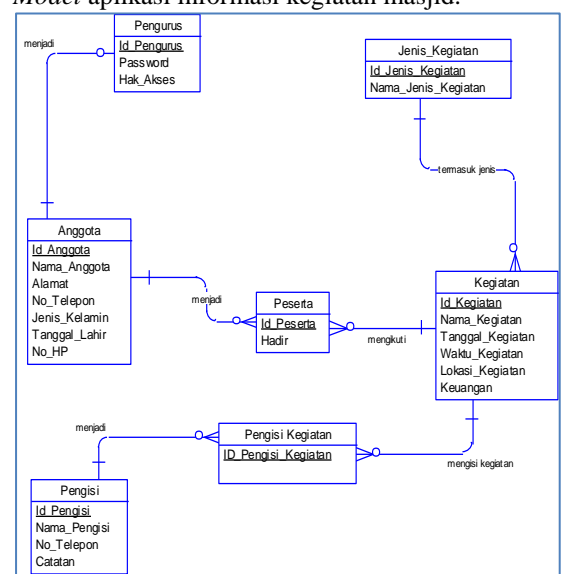 Model aplikasi informasi kegiatan masjid.
Pengurus
Id_Pengurus
Password
Hak_Akses
menjadi
Jenis_Kegiatan
Id_Jenis_Kegiatan
Nama_Jenis_Kegiatan
termasuk jenis
Anggota
Id_Anggota
Nama_Anggota
Alamat
No_Telepon
Jenis_Kelamin
Tanggal_Lahir
No_HP
menjadi
Peserta
Id_Peserta
Hadir
mengkuti
Kegiatan
Id_Kegiatan
Nama_Kegiatan
Tanggal_Kegiatan
Waktu_Kegiatan
Lokasi_Kegiatan
Keuangan
menjadi
Pengisi Kegiatan
ID_Pengisi_Kegiatan
mengisi kegiatan
Pengisi
Id_Pengisi
Nama_Pengisi
No_Telepon
Catatan